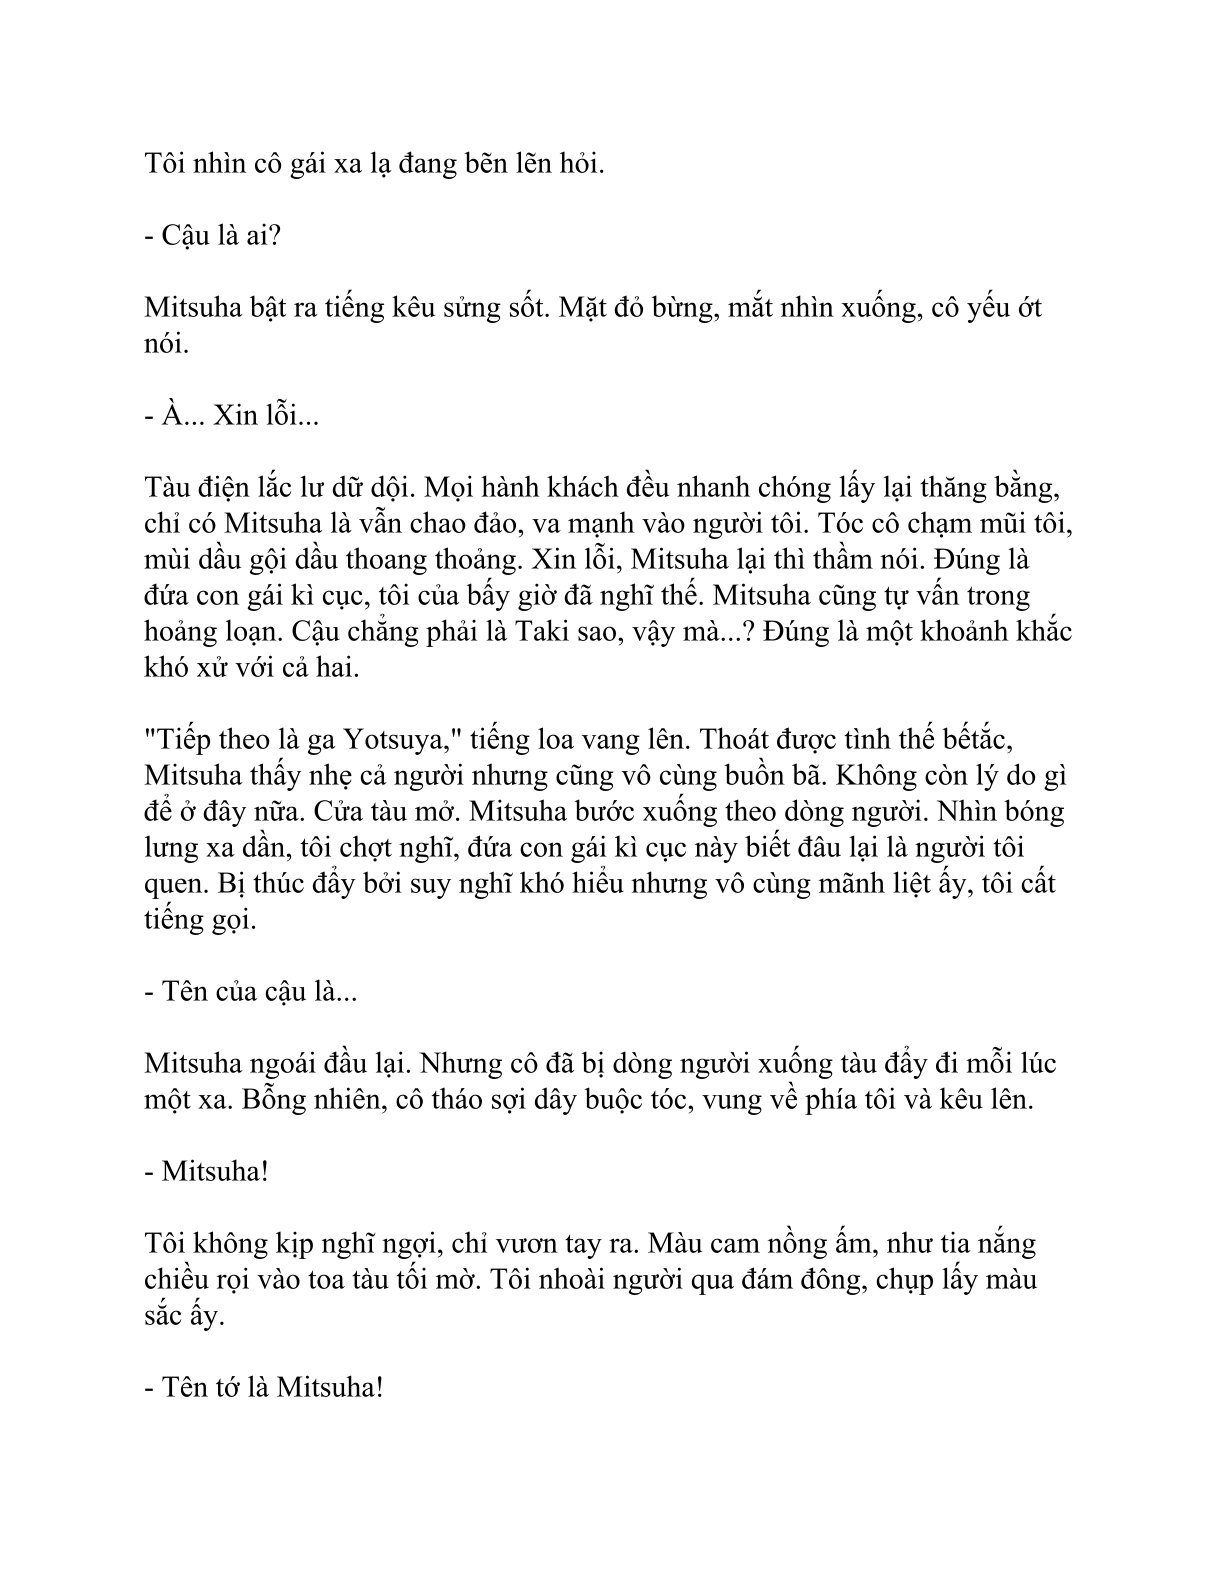 Tôi nhìn cô gái xa lạ đang bẽn lẽn hỏi.
- Cậu là ai?
Mitsuha bật ra tiếng kêu sửng sốt. Mặt đỏ bừng, mắt nhìn xuống, cô yếu ớt
nói.
- À... Xin lỗi...
Tàu điện lắc lư dữ dội. Mọi hành khách đều nhanh chóng lấy lại thăng bằng,
chỉ có Mitsuha là vẫn chao đảo, va mạnh vào người tôi. Tóc cô chạm mũi tôi,
mùi dầu gội dầu thoang thoảng. Xin lỗi, Mitsuha lại thì thầm nói. Đúng là
đứa con gái kì cục, tôi của bấy giờ đã nghĩ thế. Mitsuha cũng tự vấn trong
hoảng loạn. Cậu chẳng phải là Taki sao, vậy mà...? Đúng là một khoảnh khắc
khó xử với cả hai.
"Tiếp theo là ga Yotsuya," tiếng loa vang lên. Thoát được tình thế bếtắc,
Mitsuha thấy nhẹ cả người nhưng cũng vô cùng buồn bã. Không còn lý do gì
để ở đây nữa. Cửa tàu mở. Mitsuha bước xuống theo dòng người. Nhìn bóng
lưng xa dần, tôi chợt nghĩ, đứa con gái kì cục này biết đâu lại là người tôi
quen. Bị thúc đẩy bởi suy nghĩ khó hiểu nhưng vô cùng mãnh liệt ấy, tôi cất
tiếng gọi.
- Tên của cậu là...
Mitsuha ngoái đầu lại. Nhưng cô đã bị dòng người xuống tàu đẩy đi mỗi lúc
một xa. Bỗng nhiên, cô tháo sợi dây buộc tóc, vung về phía tôi và kêu lên.
- Mitsuha!
Tôi không kịp nghĩ ngợi, chỉ vươn tay ra. Màu cam nồng ấm, như tia nắng
chiều rọi vào toa tàu tối mờ. Tôi nhoài người qua đám đông, chụp lấy màu
sắc ấy.
- Tên tớ là Mitsuha!